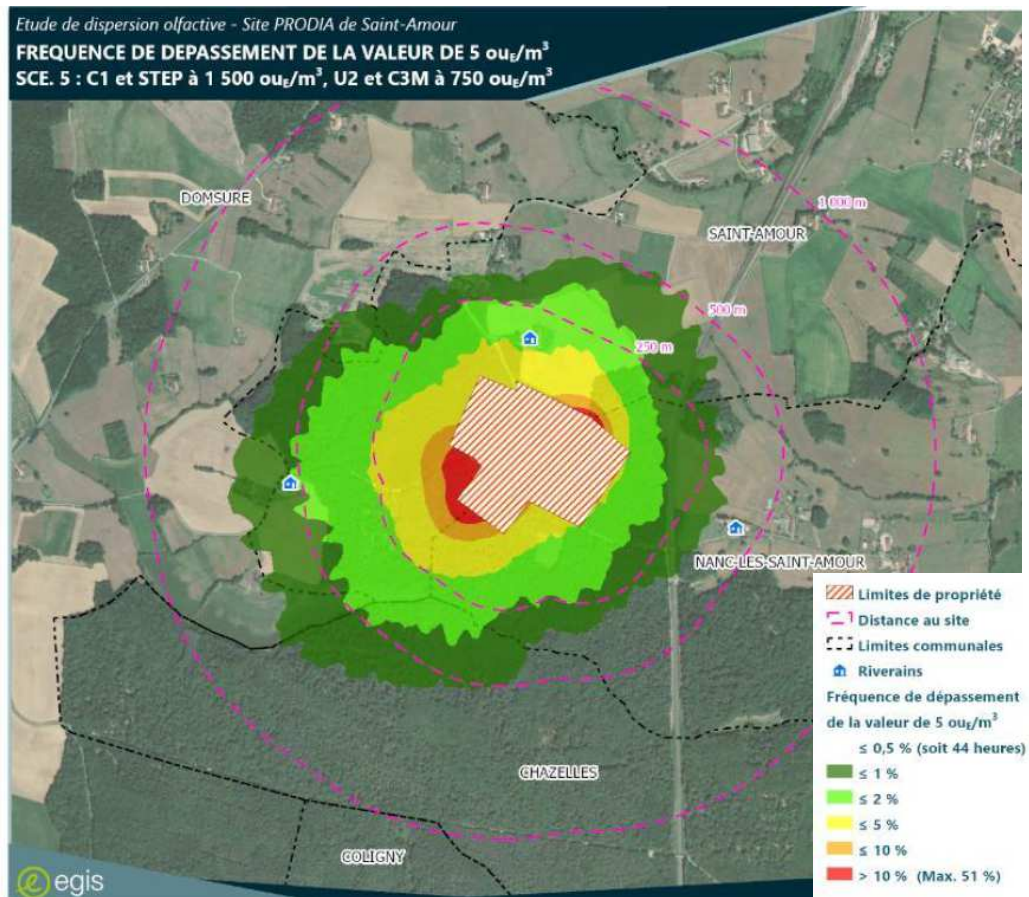 Etude de dispersion olfactive - Site PRODIA de Saint-Amour
FREQUENCE DE DEPASSEMENT DE LA VALEUR DE 5 ouE/m³
SCE. 5 : C1 et STEP à 1 500 ouE/m³, U2 et C3M à 750 ouE/m³
DOMSURE
1 000 m
SAINT-AMOUR
500 m
250 m
NANC-LES-SAINT-AMOUR
CHAZELLES
COLIGNY
Limites de propriété
Distance au site
Limites communales
Riverains
Fréquence de dépassement
de la valeur de 5 ouE/m³
≤ 0,5 % (soit 44 heures)
≤ 1 %
≤ 2 %
≤ 5 %
≤ 10 %
> 10 % (Max. 51 %)
egis